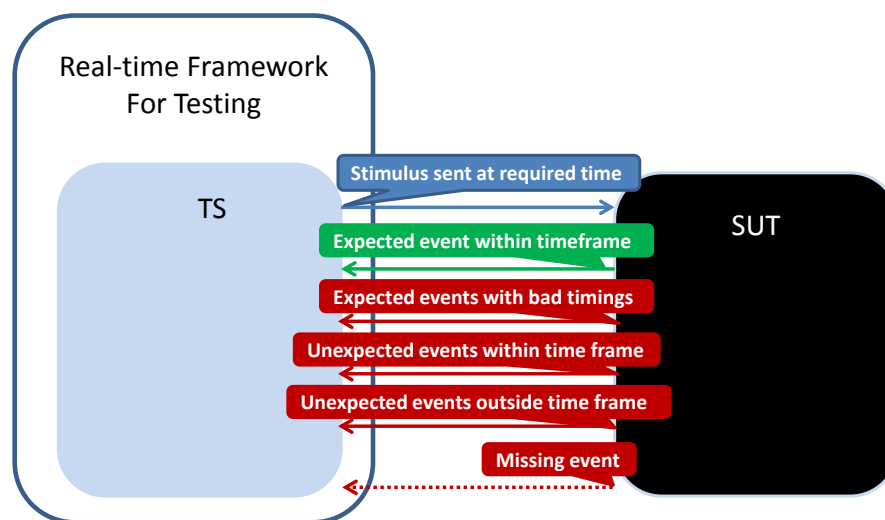 Real-time Framework
For Testing
TS
SUT
Stimulus sent at required time
Expected event within timeframe
Expected events with bad timings
Unexpected events within time frame
Unexpected events outside time frame
Missing event